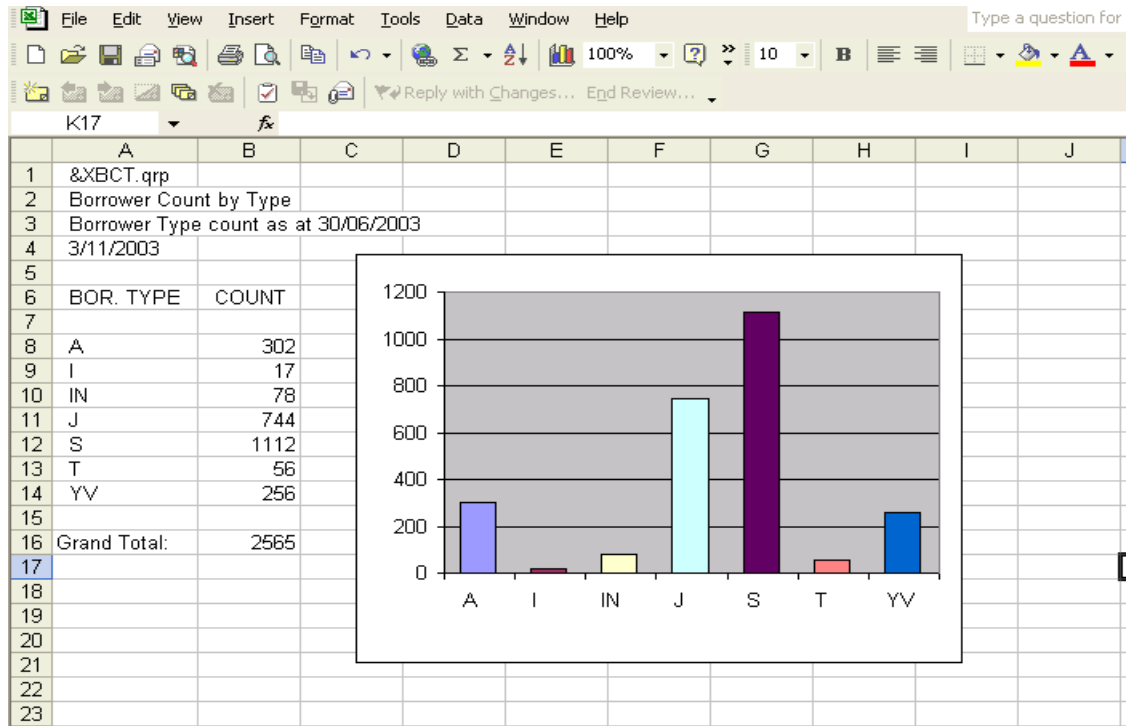 File Edit View Insert Format Tools Data Window Help Type a question for
100% 10 B A
Reply with Changes... End Review...
K17 fx
A B C D E F G H I J
1 &XBCT.qrp
2 Borrower Count by Type
3 Borrower Type count as at 30/06/2003
4 3/11/2003
5
6 BOR. TYPE COUNT
7
8 A 302
9 I 17
10 IN 78
11 J 744
12 S 1112
13 T 56
14 YV 256
15
16 Grand Total: 2565
17
18
19
20
21
22
23
1200
1000
800
600
400
200
0
A I IN J S T YV